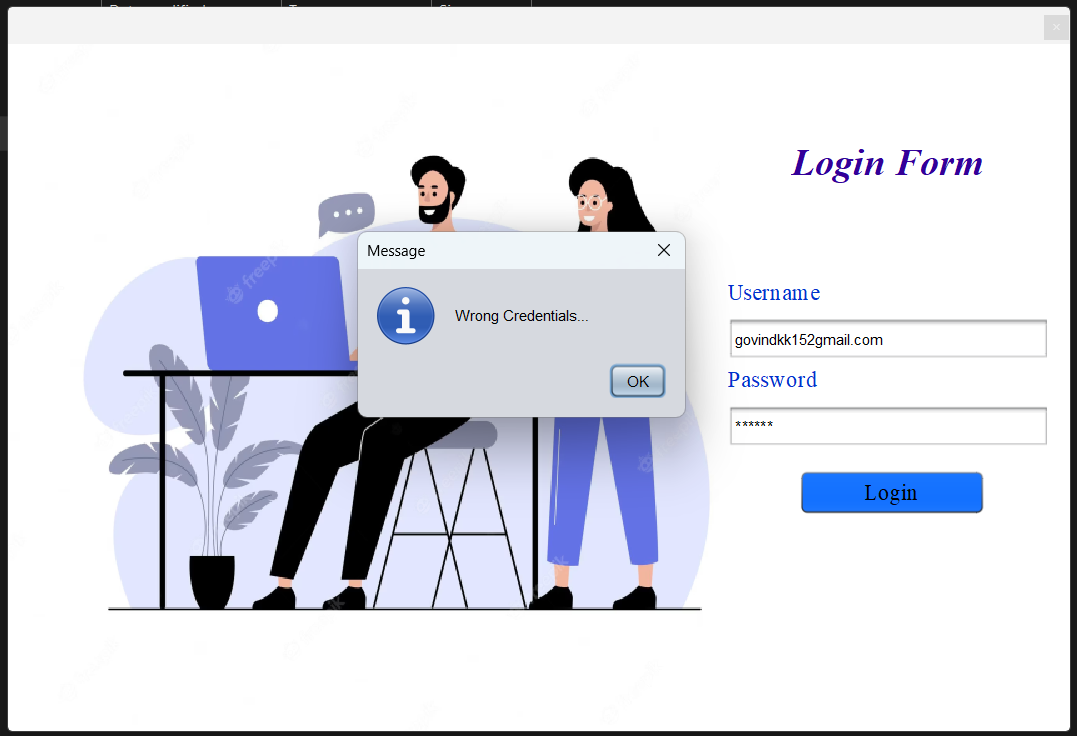 Login Form
Message
Wrong Credentials...
OK
Username
govindkk152gmail.com
Password
******
Login